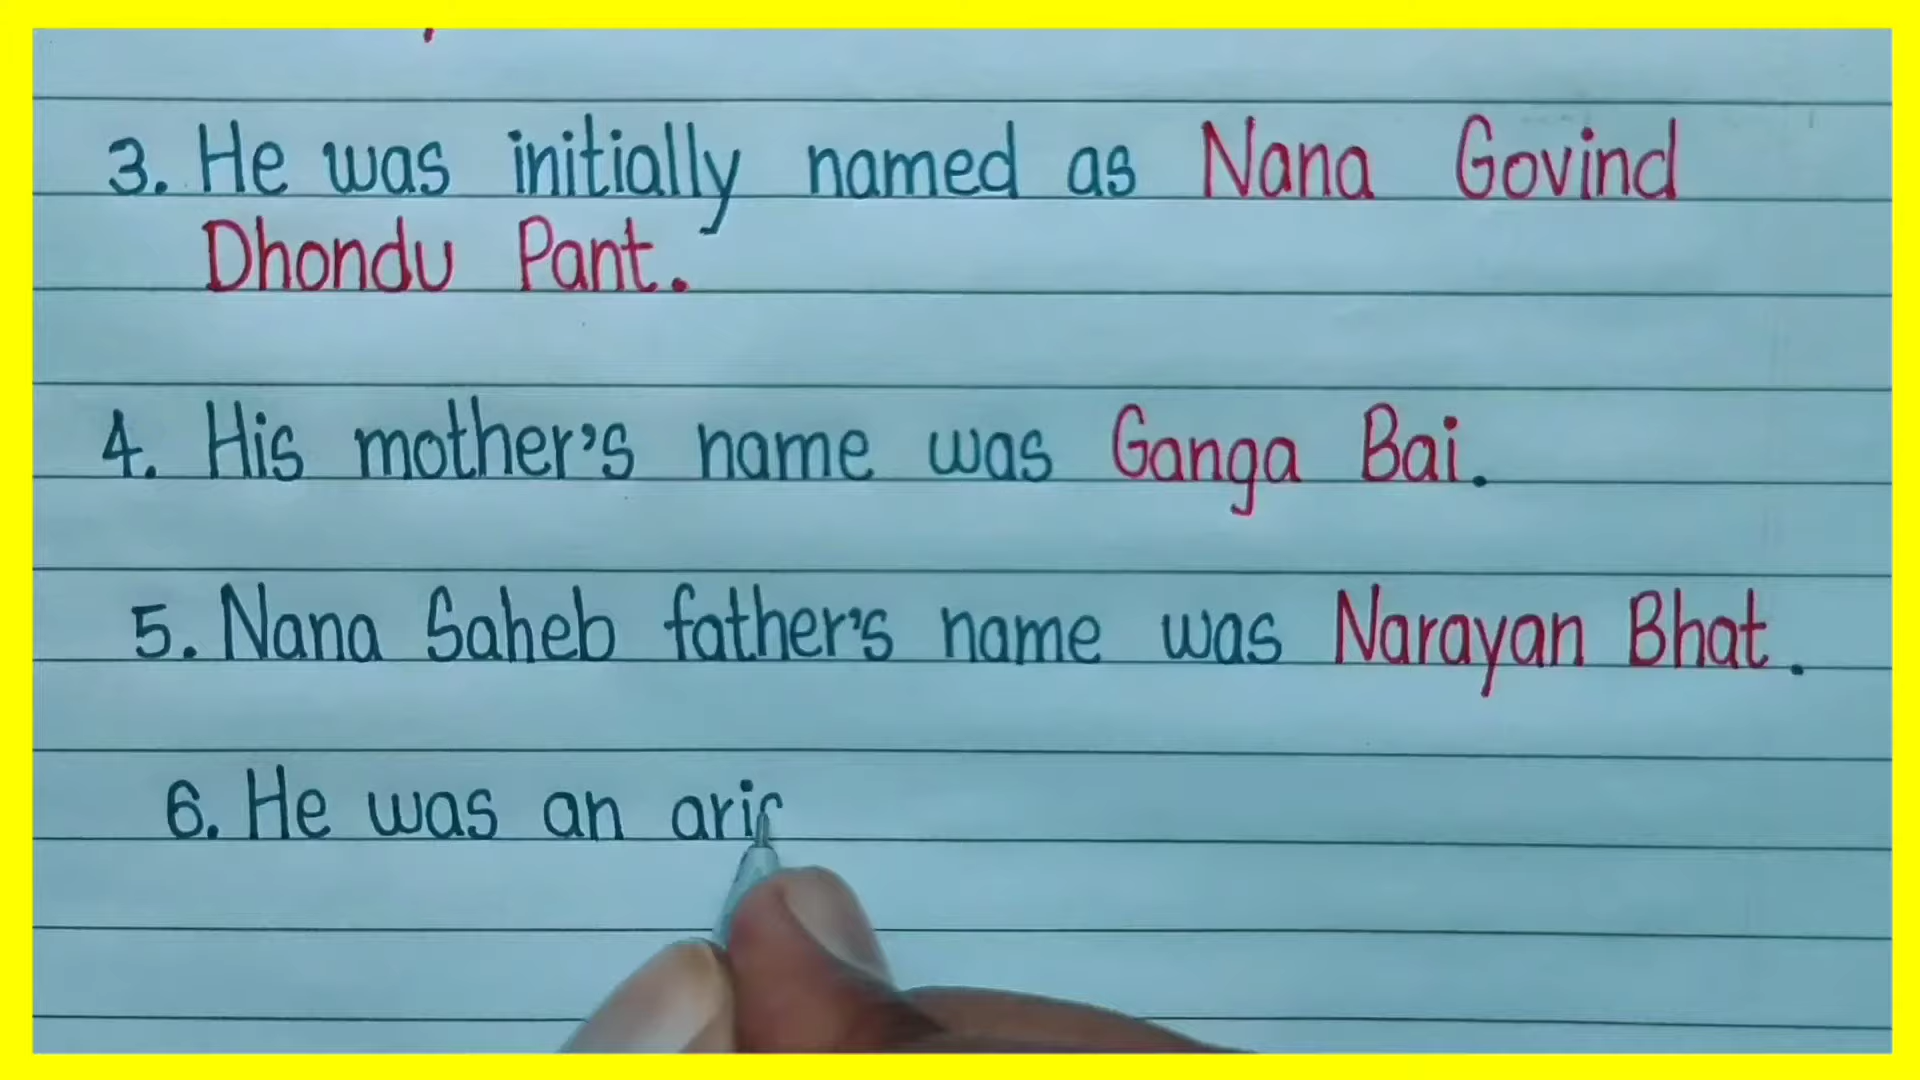 3. He was initially named as Nana Govind
Dhondu Pant.
4. His mother's name was Ganga Bai.
5. Nana Saheb father's name was Narayan Bhat.
6. He was an